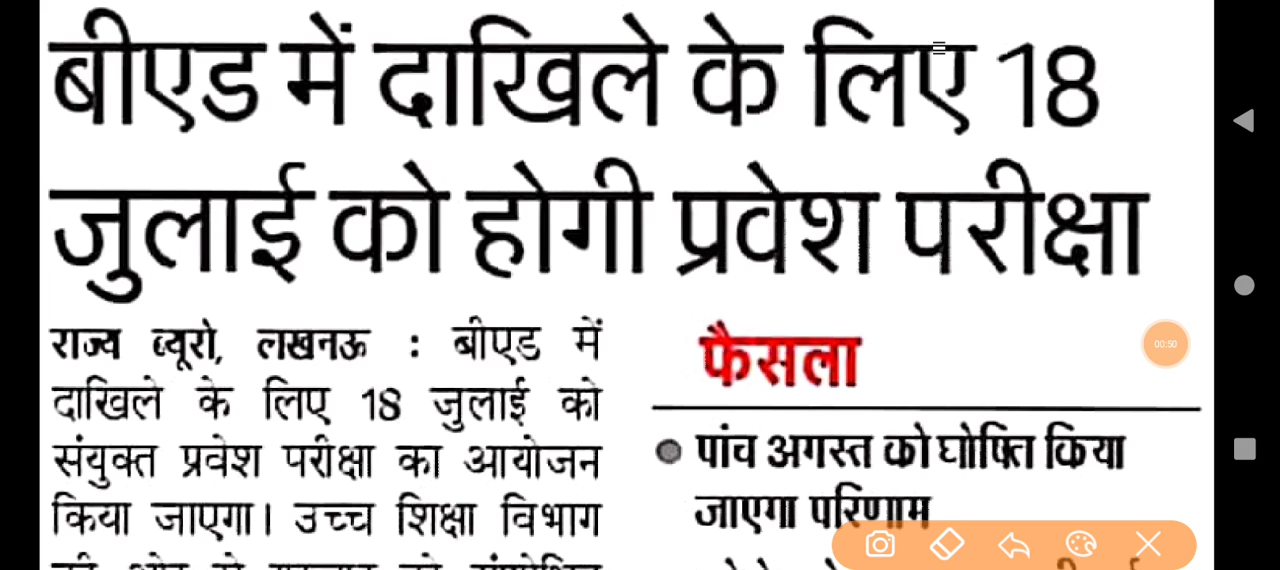 बीएड में दाखिले के लिए 18
जुलाई को होगी प्रवेश परीक्षा
राज्य ब्यूरो, लखनऊ : बीएड में
दाखिले के लिए 18 जुलाई को
संयुक्त प्रवेश परीक्षा का आयोजन
किया जाएगा। उच्च शिक्षा विभाग
फैसला
पांच अगस्त को घोषित किया
जाएगा परिणाम
00:50